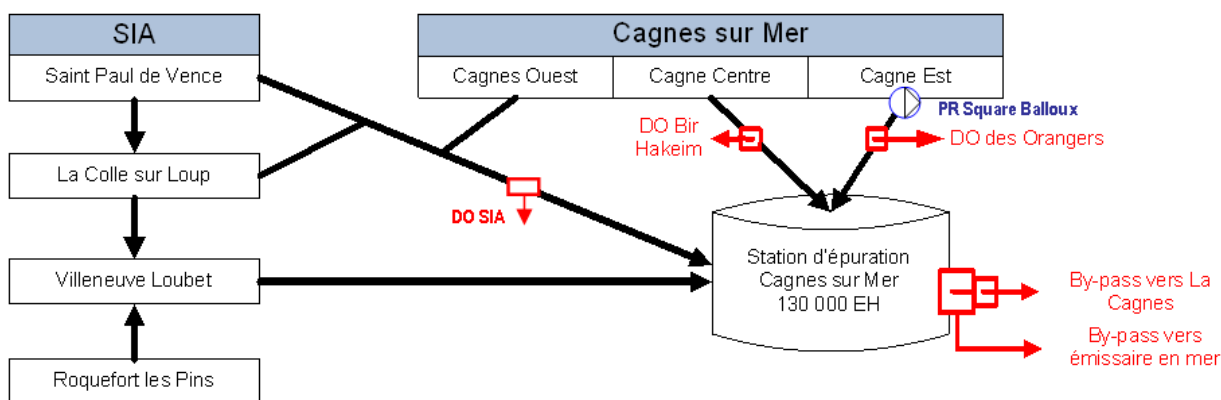 SIA
Cagnes sur Mer
Saint Paul de Vence
Cagnes Ouest
Cagne Centre
Cagne Est
PR Square Balloux
DO Bir
Hakeim
DO des Orangers
La Colle sur Loup
DO SIA
Villeneuve Loubet
Station d'épuration
Cagnes sur Mer
130 000 EH
By-pass vers La
Cagnes
By-pass vers
émissaire en mer
Roquefort les Pins